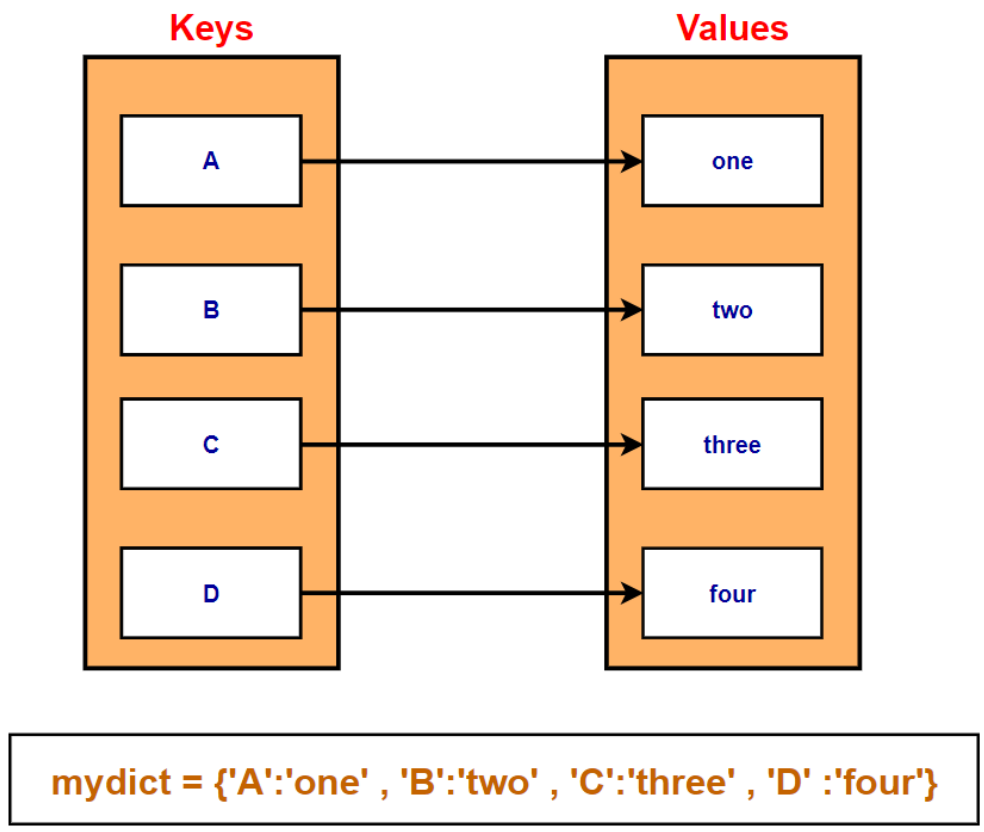 Keys Values
A one
B two
C three
D four
mydict = {'A':'one' , 'B':'two' , 'C':'three' , 'D' :'four'}